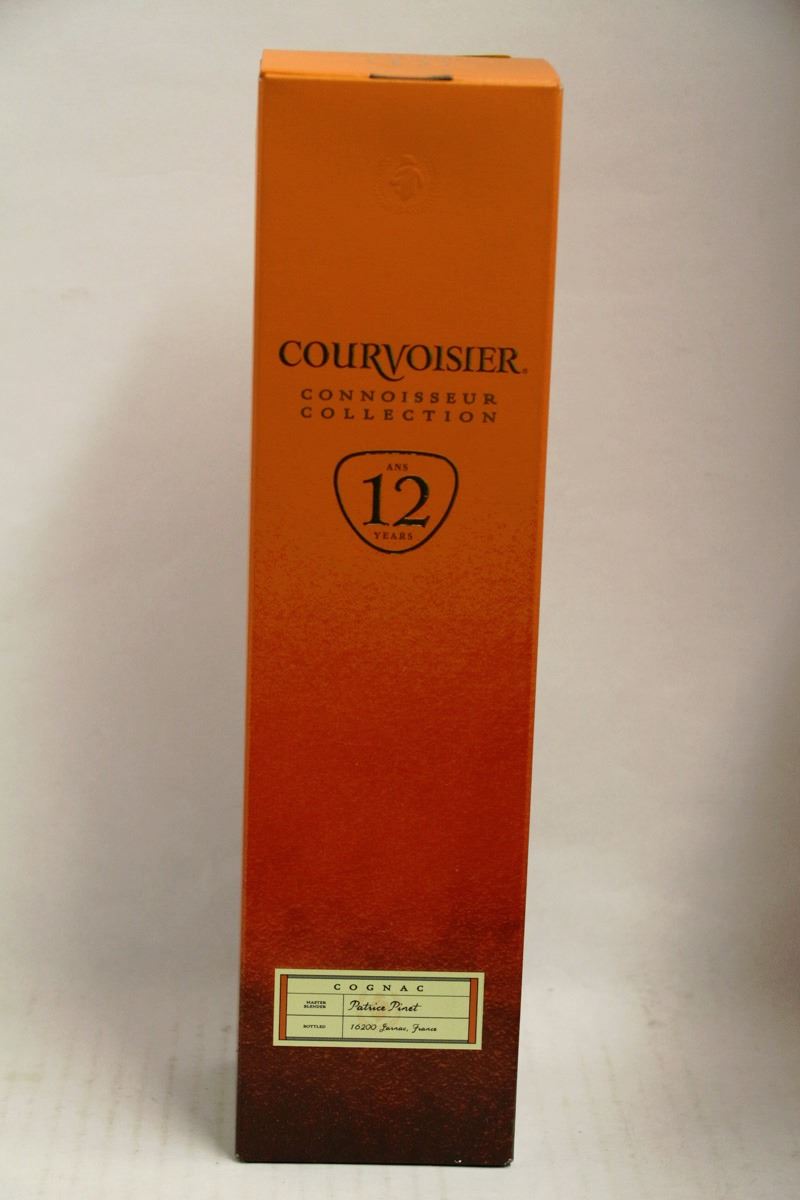 COURVOISIER®
CONNOISSEUR
COLLECTION
ANS
12
YEARS
COGNAC
MASTER
BLENDER
Patrice Pinet
BOTTLED
16200 Jarnac, France